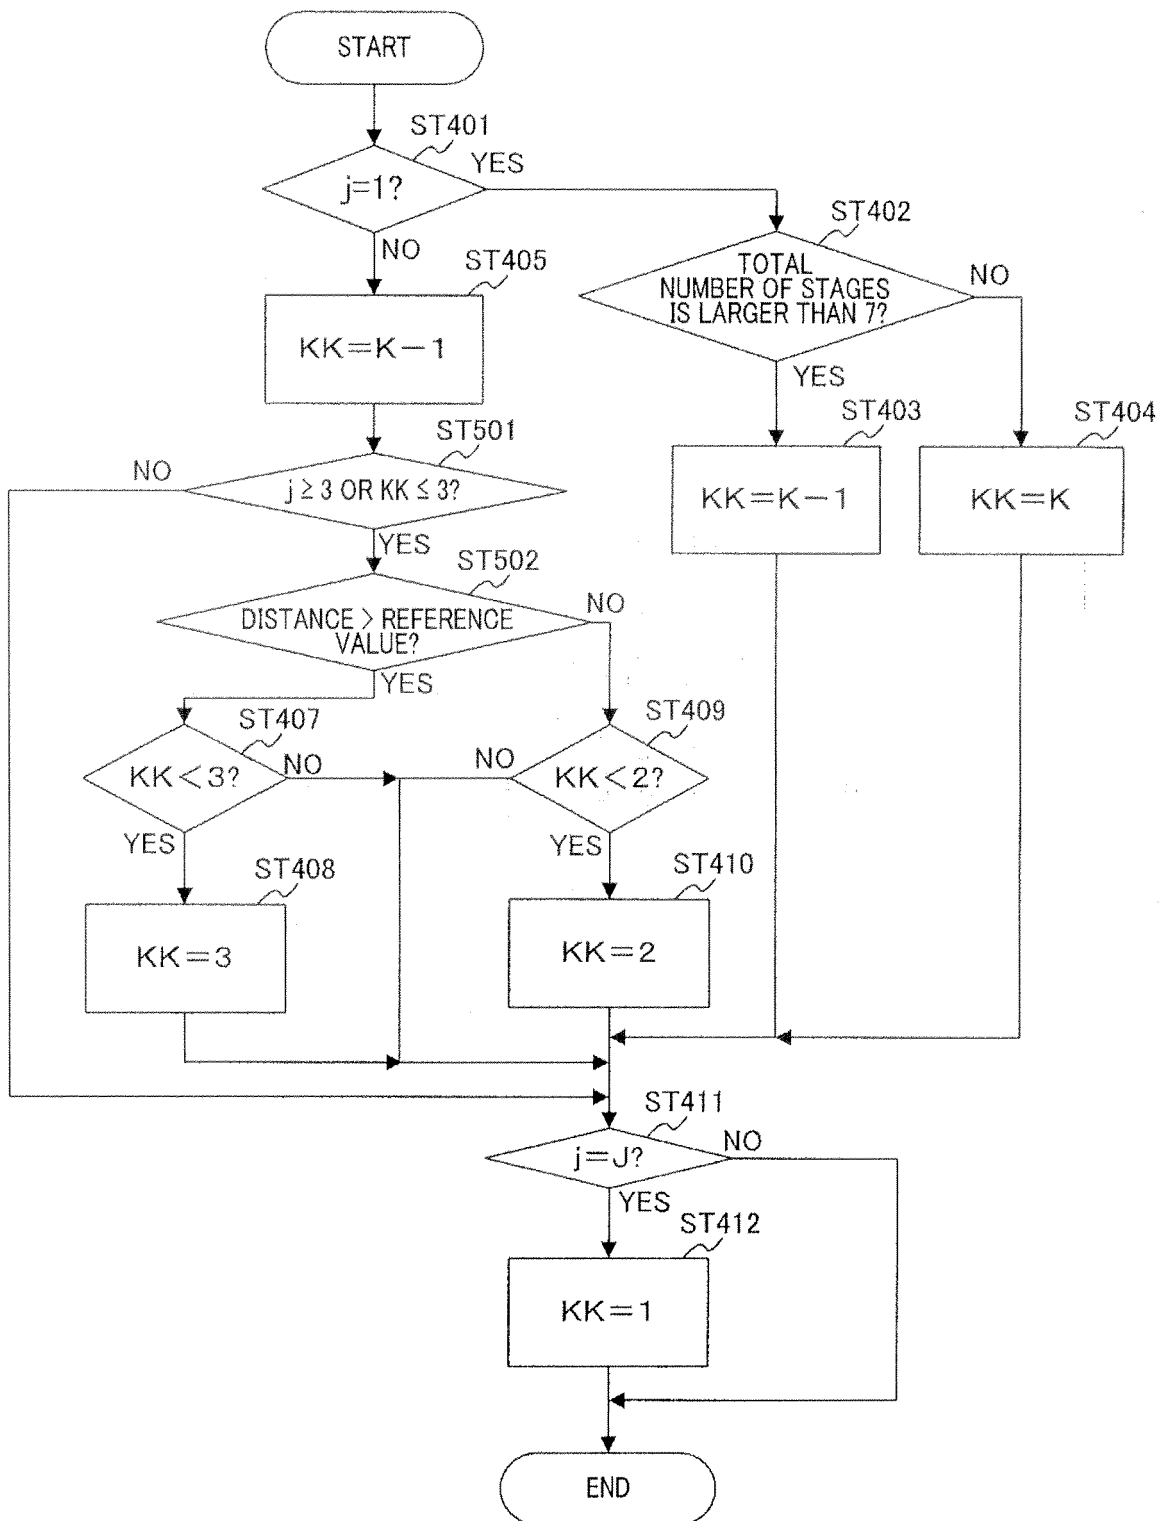 START
ST401
YES
j=1?
NO
ST402
TOTAL
NUMBER OF STAGES
IS LARGER THAN 7?
NO
YES
ST405
KK=K-1
ST403
KK=K-1
ST404
KK=K
ST501
NO
j ≥ 3 OR KK ≤ 3?
YES
ST502
DISTANCE > REFERENCE
VALUE?
NO
YES
ST407
KK<3?
NO
YES
ST409
NO
KK<2?
YES
ST408
KK=3
ST410
KK=2
ST411
j=J?
NO
YES
ST412
KK=1
END